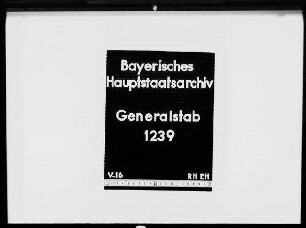 Bayerisches
Hauptstaatsarchiv
Generalstab
1239
V-16 RH EH